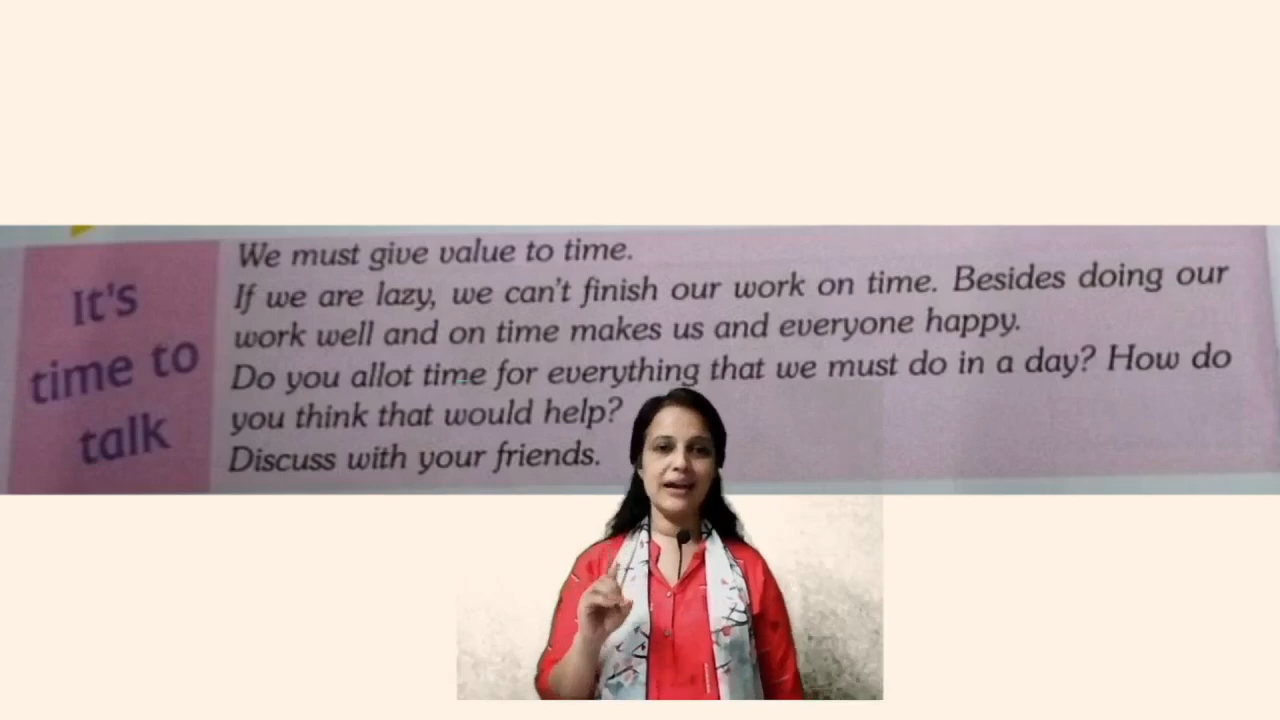 It's
time to
talk
We must give value to time.
If we are lazy, we can't finish our work on time. Besides doing our
work well and on time makes us and everyone happy.
Do you allot time for everything that we must do in a day? How do
you think that would help?
Discuss with your friends.